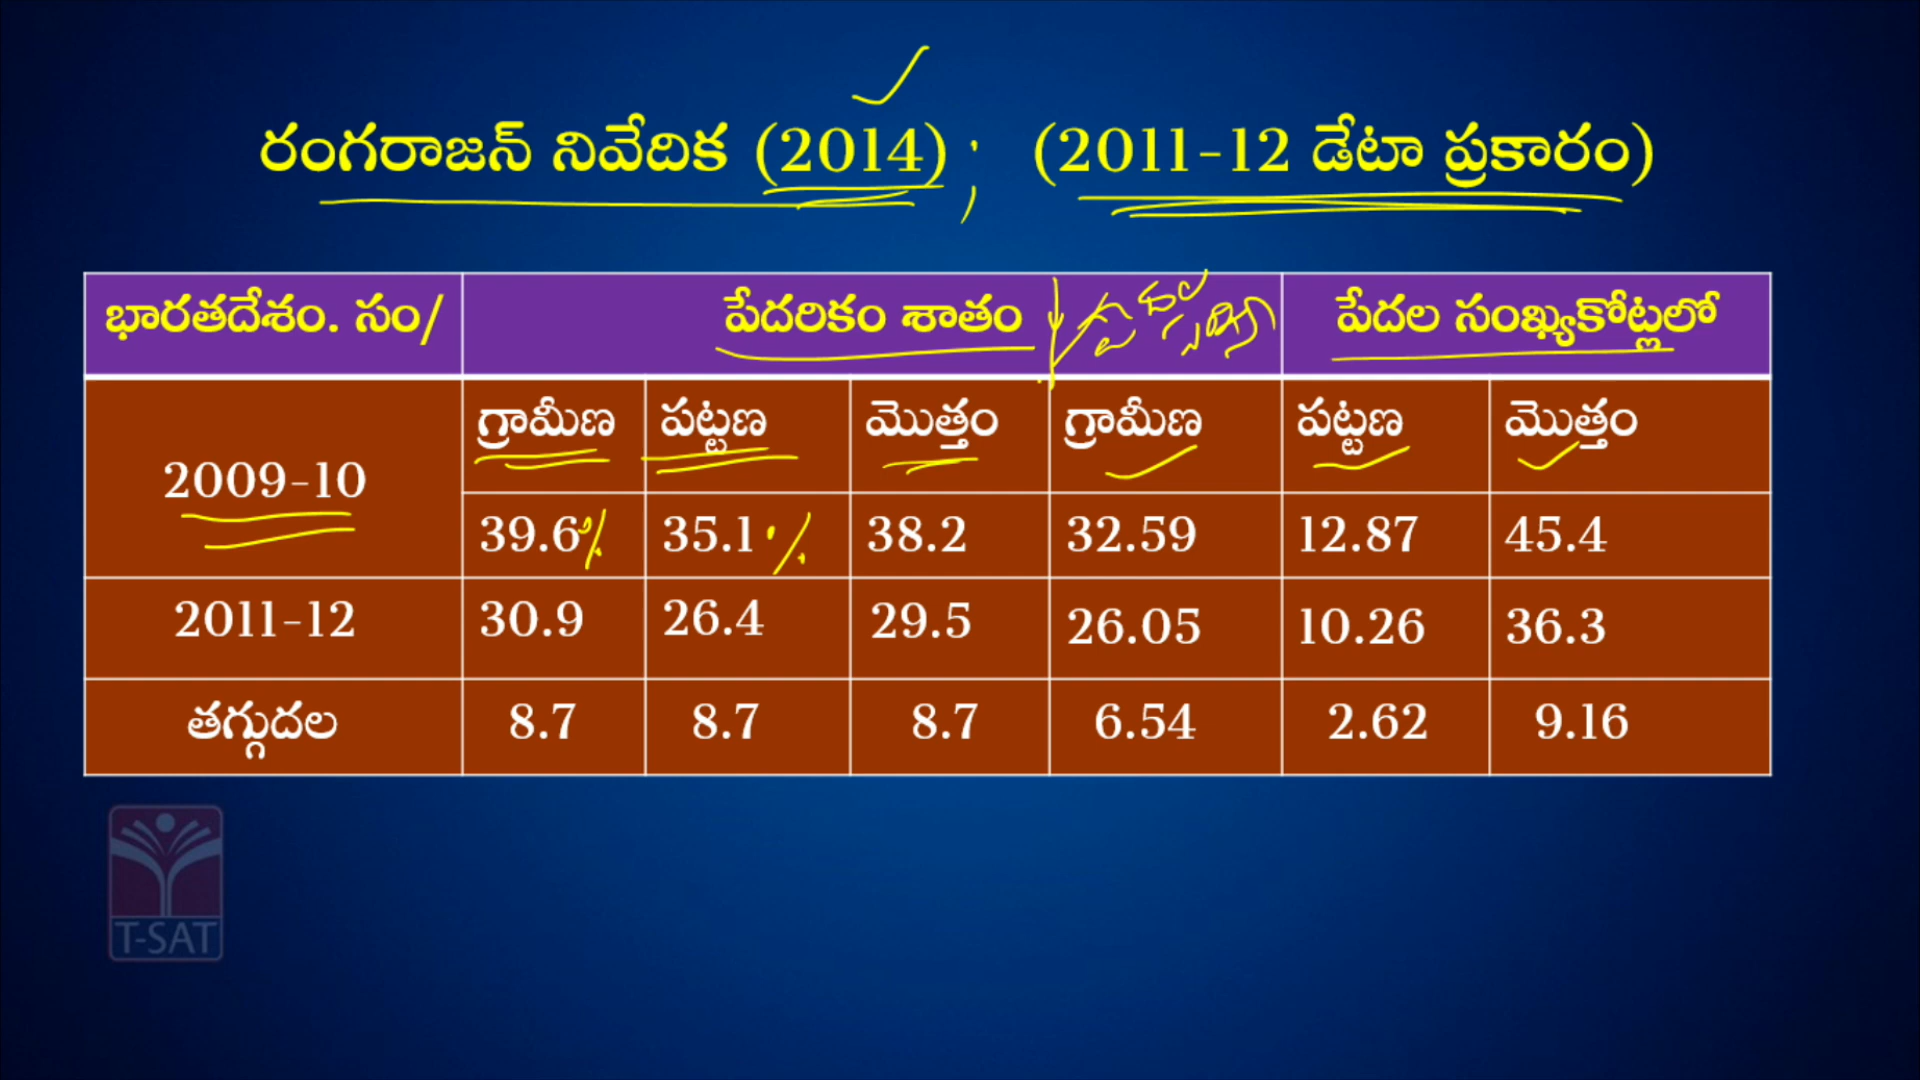 రంగరాజన్ నివేదిక (2014) ; (2011-12 డేటా ప్రకారం)
భారతదేశం. సం/ పేదరికం శాతం పేదల సంఖ్యకోట్లలో
2009-10 గ్రామీణ పట్టణ మొత్తం గ్రామీణ పట్టణ మొత్తం
39.6% 35.1% 38.2 32.59 12.87 45.4
2011-12 30.9 26.4 29.5 26.05 10.26 36.3
తగ్గుదల 8.7 8.7 8.7 6.54 2.62 9.16
T-SAT